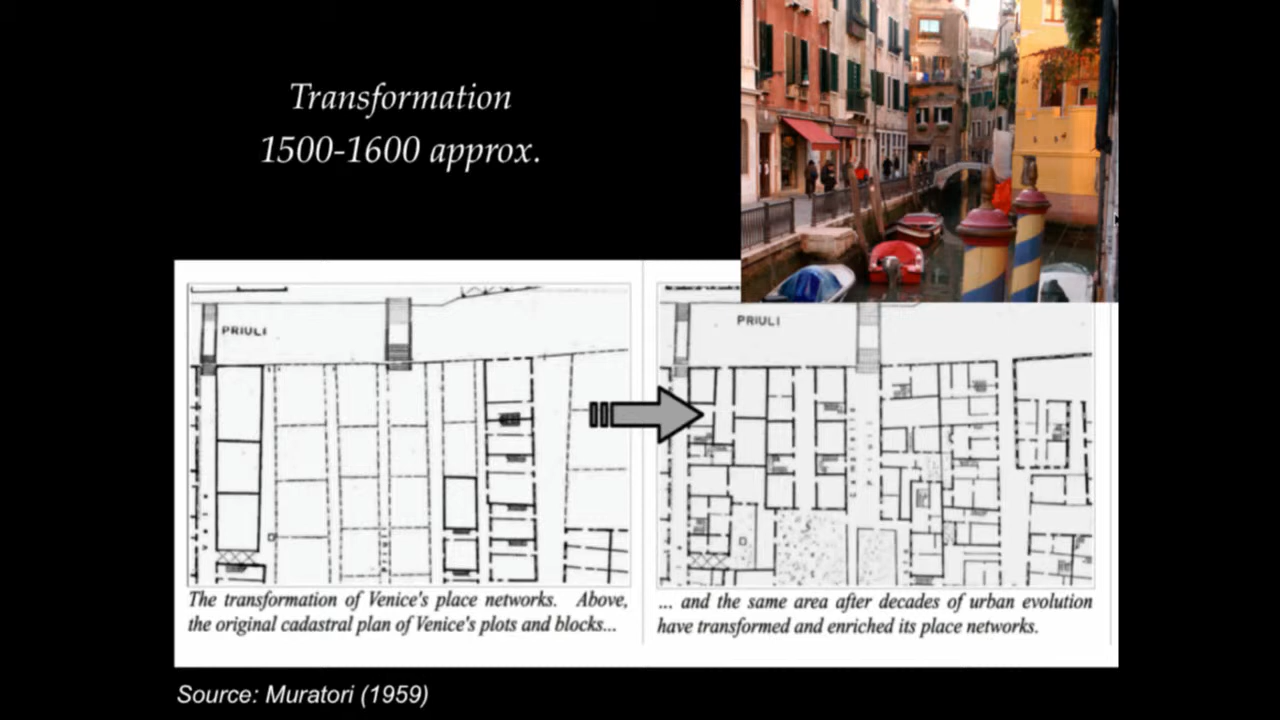 Transformation
1500-1600 approx.
PRIULI
PRIULI
The transformation of Venice's place networks. Above,
the original cadastral plan of Venice's plots and blocks...
... and the same area after decades of urban evolution
have transformed and enriched its place networks.
Source: Muratori (1959)